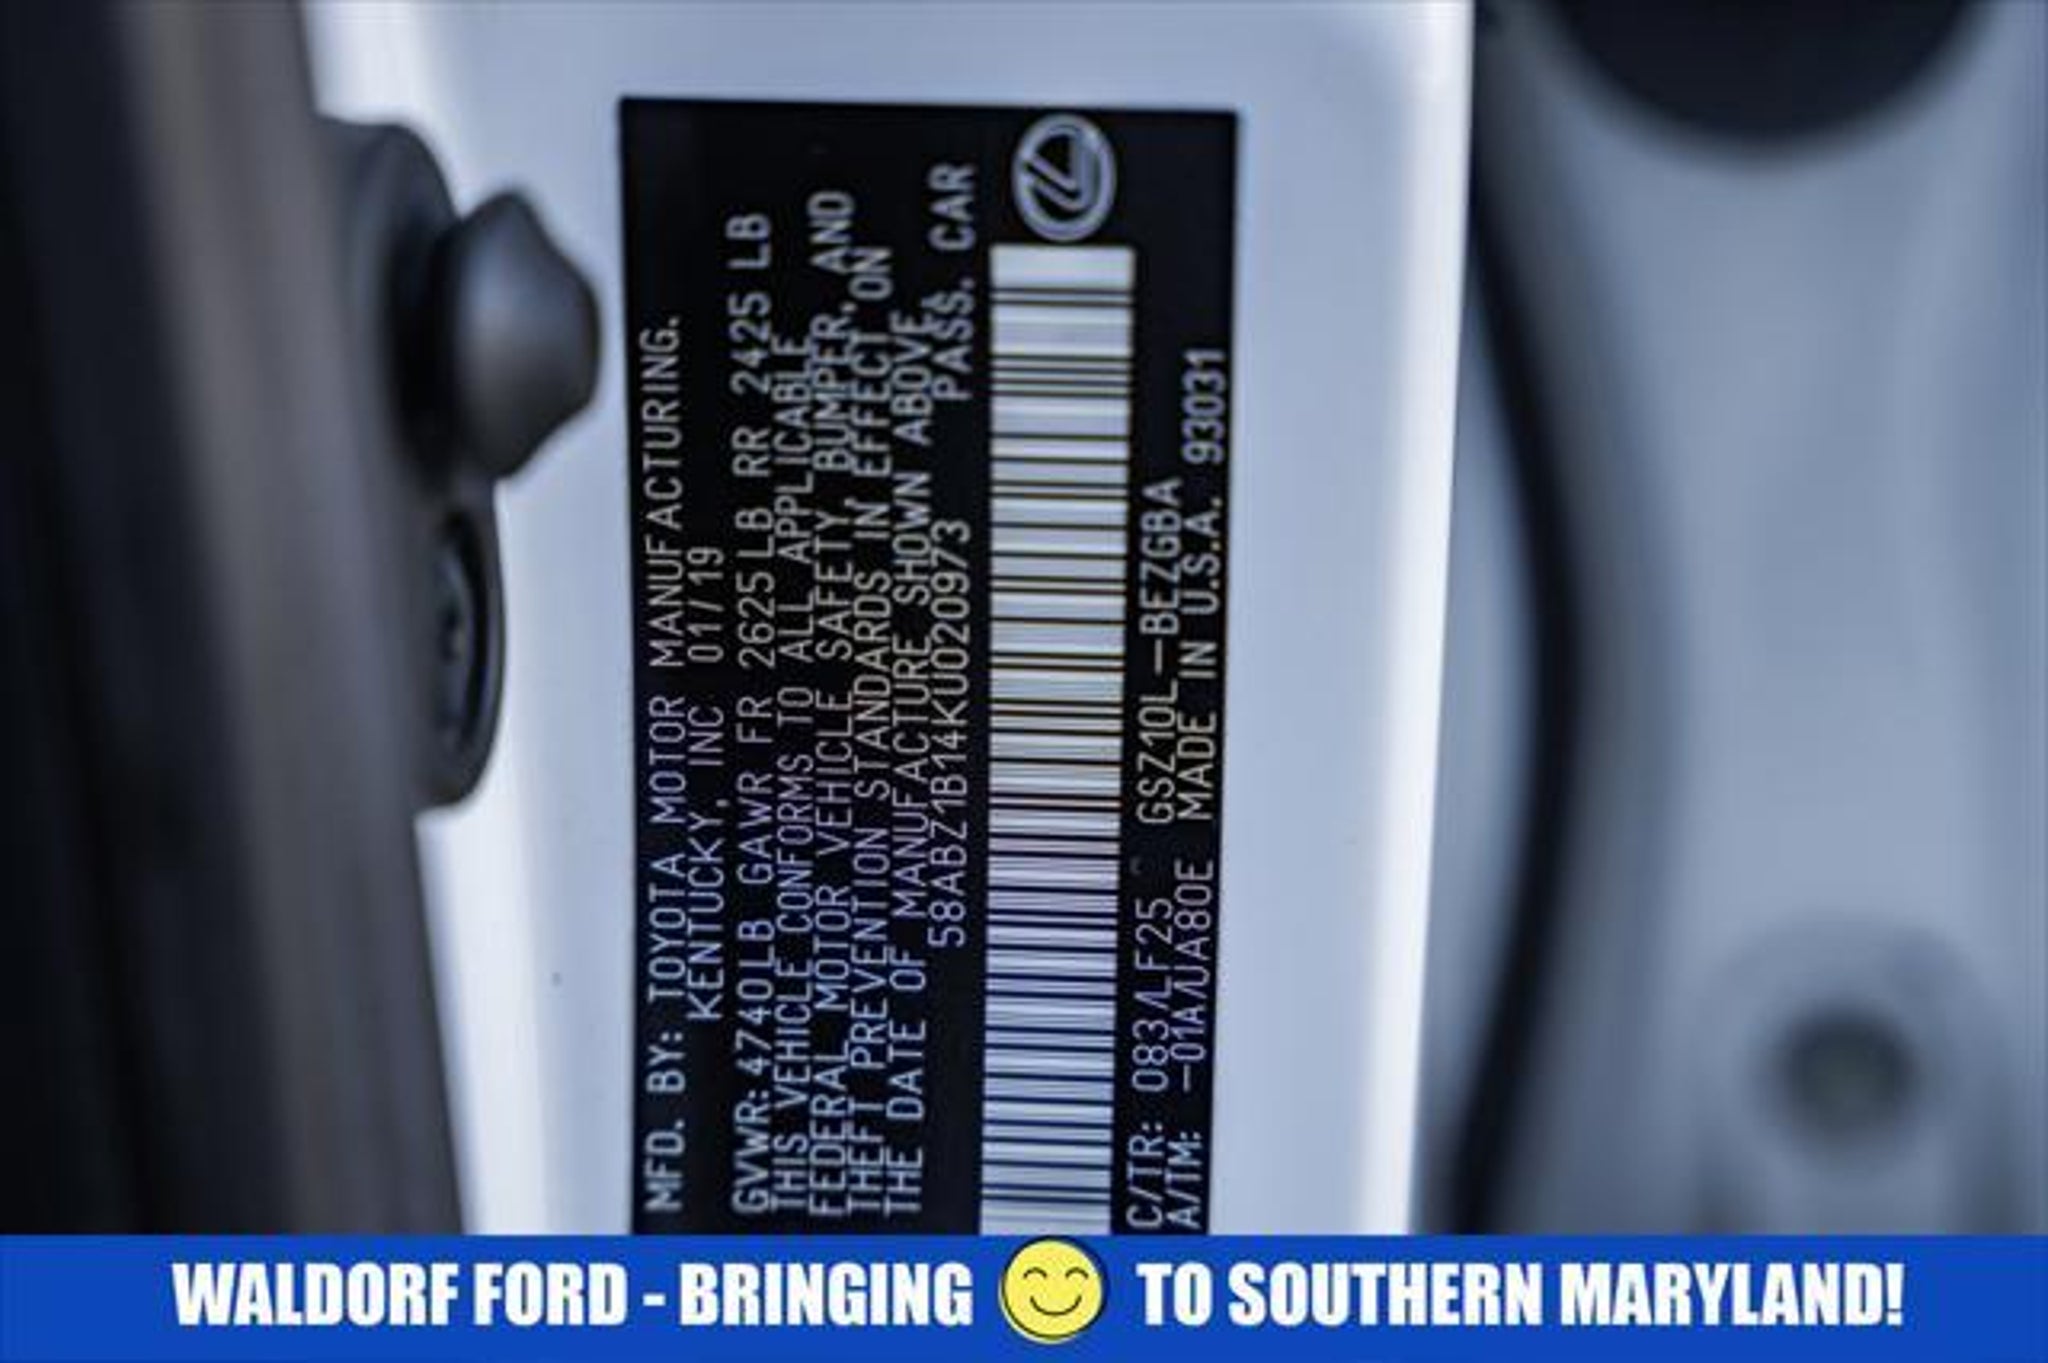 MFD. BY: TOYOTA MOTOR MANUFACTURING.
KENTUCKY, INC 01/19
GVWR: 4740LB GAWR FR 2625LB RR 2425 LB
THIS VEHICLE CONFORMS TO ALL APPLICABLE
FEDERAL MOTOR VEHICLE SAFETY, BUMPER, AND
THEFT PREVENTION STANDARDS IN EFFECT ON
THE DATE OF MANUFACTURE SHOWN ABOVE.
58ABZ1B14KU020973 PASS. CAR
C/TR: 083/LF25 GSZ10L-BEZGBA
A/TM: -01A/UA80E MADE IN U.S.A. 93031
WALDORF FORD - BRINGING TO SOUTHERN MARYLAND!